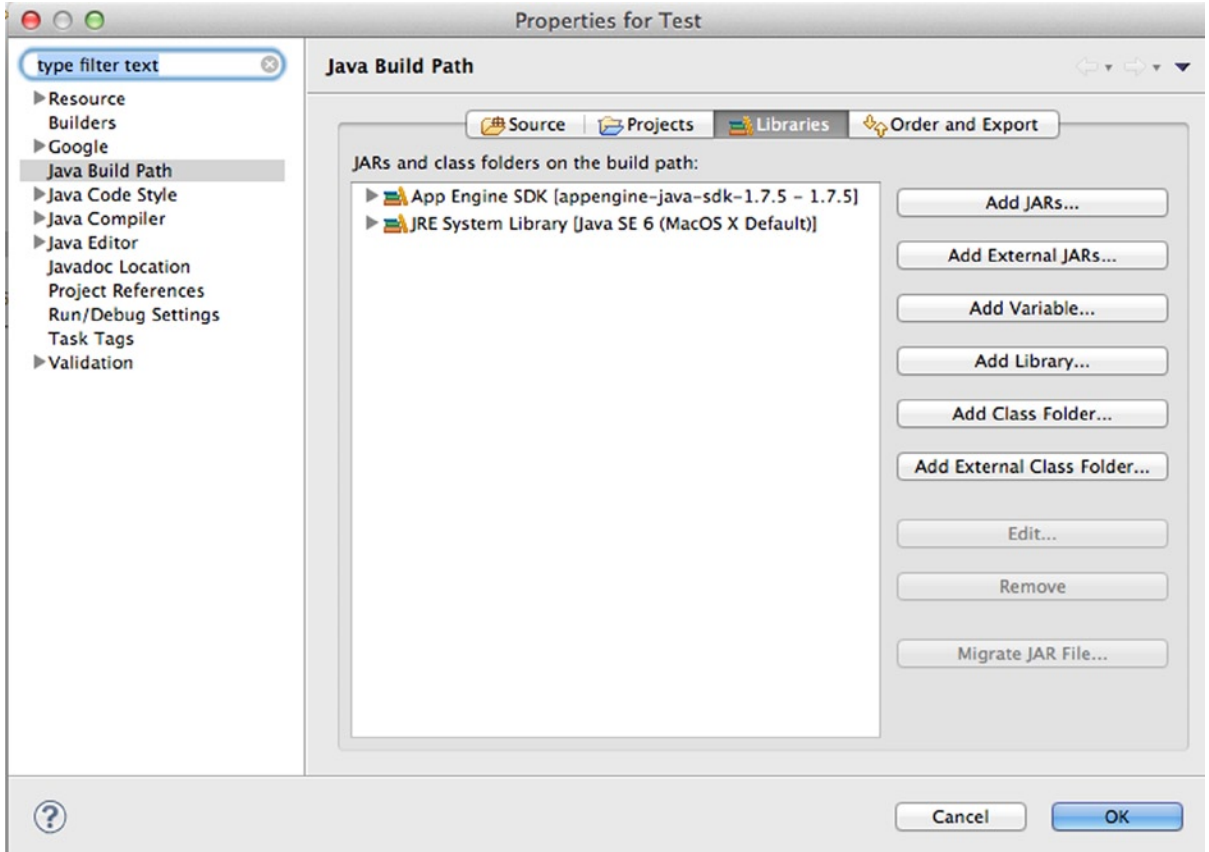 Properties for Test
type filter text
Resource
Builders
Google
Java Build Path
Java Code Style
Java Compiler
Java Editor
Javadoc Location
Project References
Run/Debug Settings
Task Tags
Validation
Java Build Path
Source Projects Libraries Order and Export
JARs and class folders on the build path:
App Engine SDK [appengine-java-sdk-1.7.5 - 1.7.5]
JRE System Library [Java SE 6 (MacOS X Default)]
Add JARs...
Add External JARs...
Add Variable...
Add Library...
Add Class Folder...
Add External Class Folder...
Edit...
Remove
Migrate JAR File...
?
Cancel OK